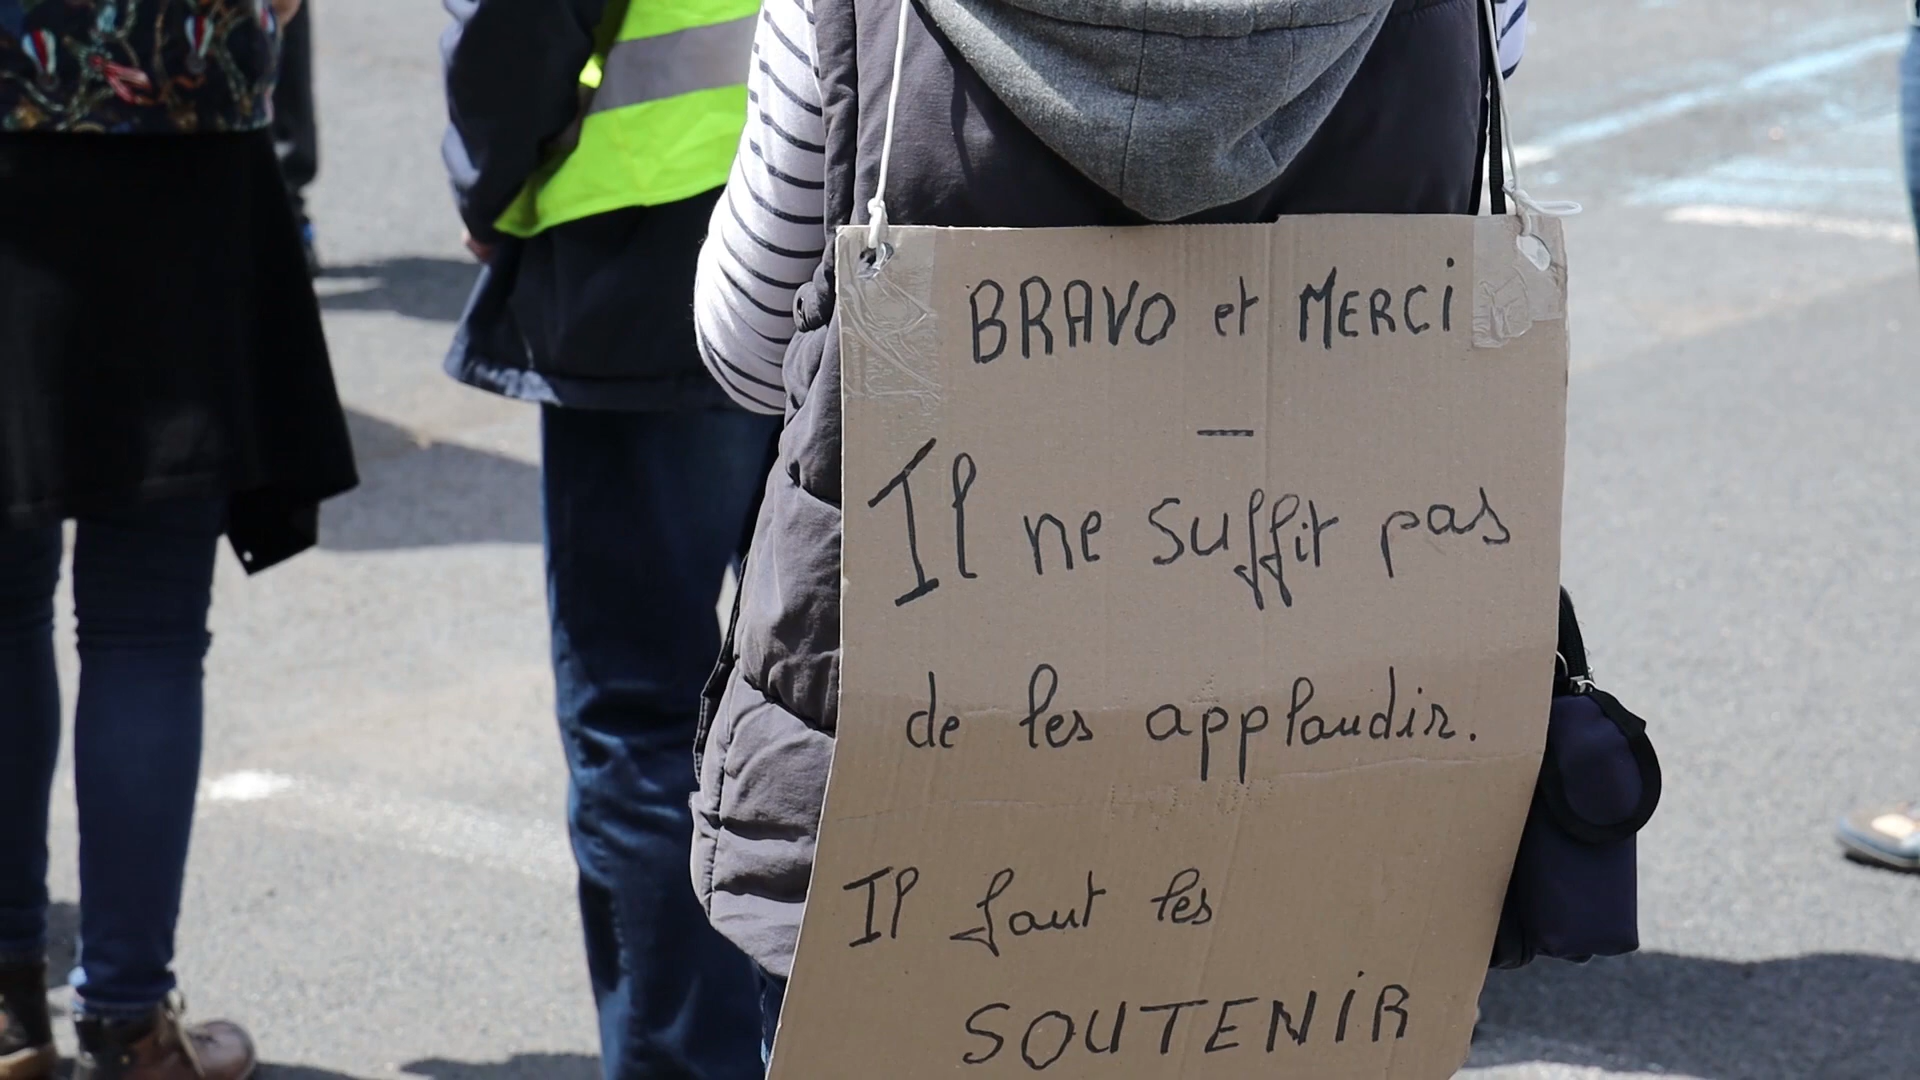 BRAVO et MERCi
—
Il ne suffit pas
de les applaudir.
Il faut les
SOUTENiR